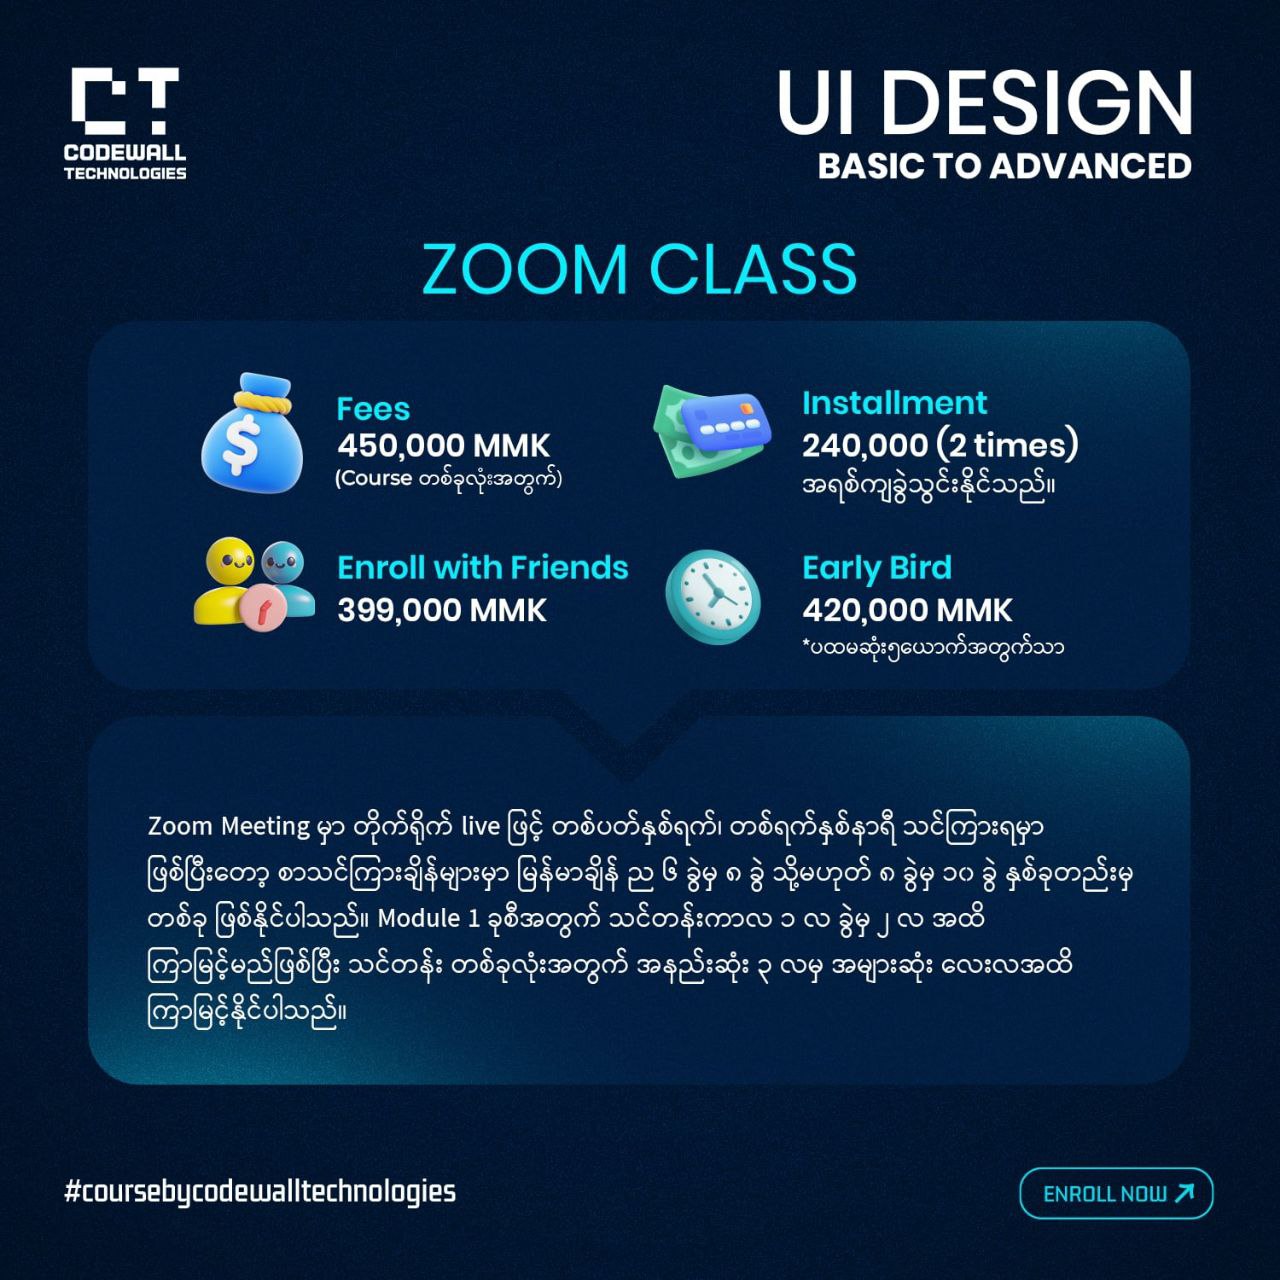 CT
CODEWALL
TECHNOLOGIES
UI DESIGN
BASIC TO ADVANCED
ZOOM CLASS
Fees
450,000 MMK
(Course တစ်ခုလုံးအတွက်)
Installment
240,000 (2 times)
အရစ်ကျခွဲသွင်းနိုင်သည်။
Enroll with Friends
399,000 MMK
Early Bird
420,000 MMK
*ပထမဆုံး၅ယောက်အတွက်သာ
Zoom Meeting မှာ တိုက်ရိုက် live ဖြင့် တစ်ပတ်နှစ်ရက်၊ တစ်ရက်နှစ်နာရီ သင်ကြားရမှာ
ဖြစ်ပြီးတော့ စာသင်ကြားချိန်များမှာ မြန်မာချိန် ည ၆ ခွဲမှ ၈ ခွဲ သို့မဟုတ် ၈ ခွဲမှ ၁၀ ခွဲ နှစ်ခုတည်းမှ
တစ်ခု ဖြစ်နိုင်ပါသည်။ Module 1 ခုစီအတွက် သင်တန်းကာလ ၁ လ ခွဲမှ ၂ လ အထိ
ကြာမြင့်မည်ဖြစ်ပြီး သင်တန်း တစ်ခုလုံးအတွက် အနည်းဆုံး ၃ လမှ အများဆုံး လေးလအထိ
ကြာမြင့်နိုင်ပါသည်။
#coursebycodewalltechnologies
ENROLL NOW